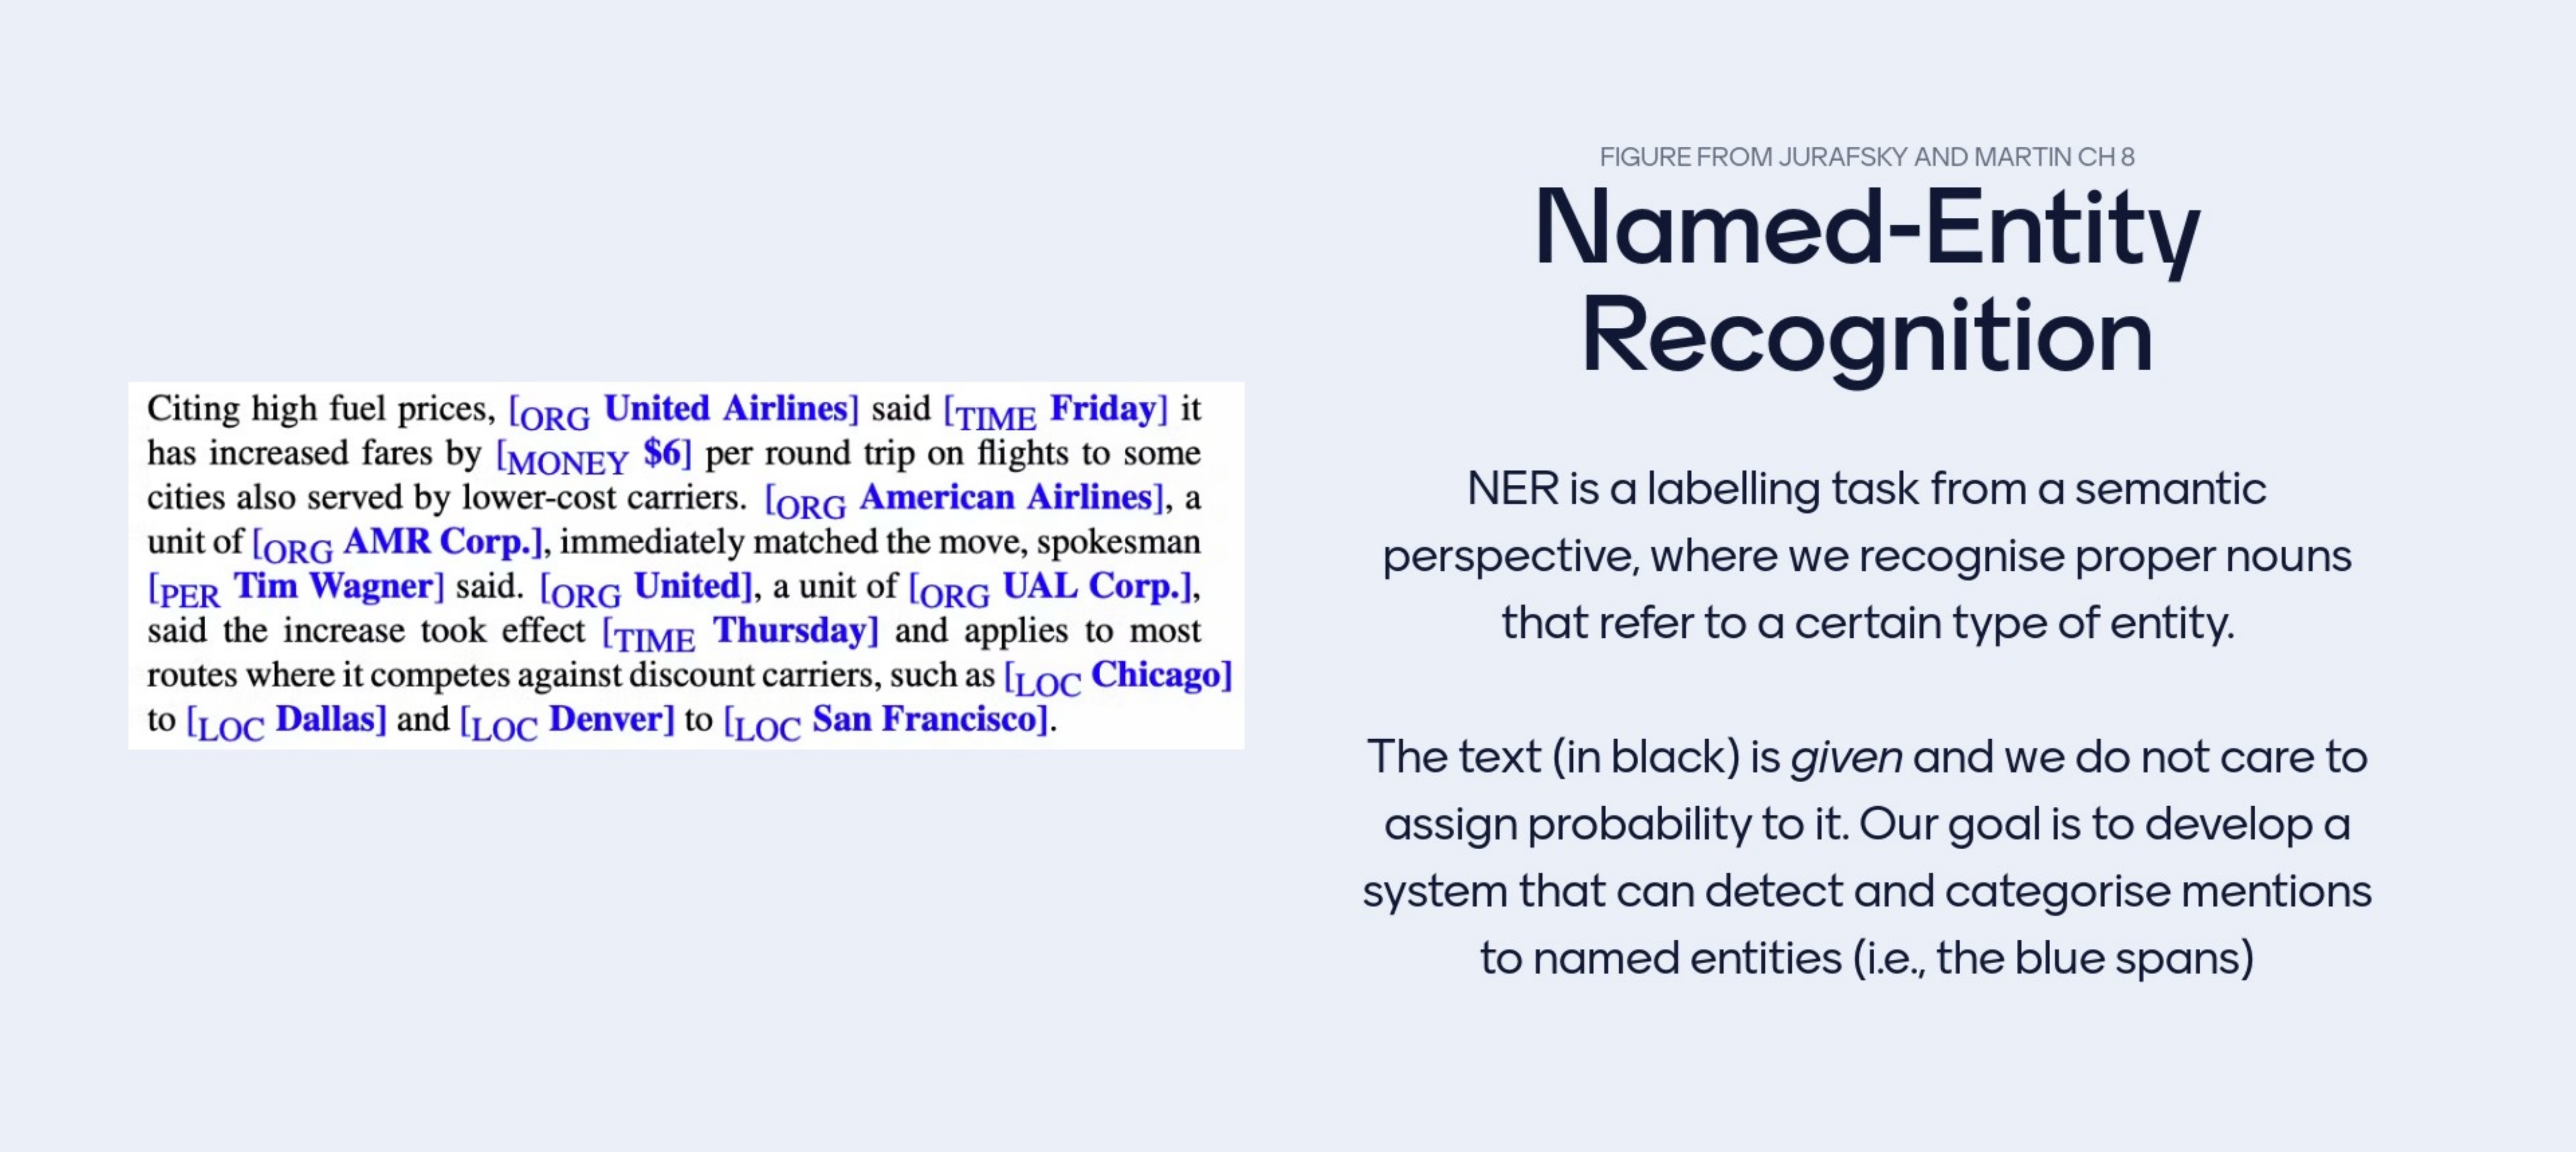 Citing high fuel prices, [ORG United Airlines] said [TIME Friday] it
has increased fares by [MONEY $6] per round trip on flights to some
cities also served by lower-cost carriers. [ORG American Airlines], a
unit of [ORG AMR Corp.], immediately matched the move, spokesman
[PER Tim Wagner] said. [ORG United], a unit of [ORG UAL Corp.],
said the increase took effect [TIME Thursday] and applies to most
routes where it competes against discount carriers, such as [LOC Chicago]
to [LOC Dallas] and [LOC Denver] to [LOC San Francisco].
FIGURE FROM JURAFSKY AND MARTIN CH 8
Named-Entity
Recognition
NER is a labelling task from a semantic
perspective, where we recognise proper nouns
that refer to a certain type of entity.
The text (in black) is given and we do not care to
assign probability to it. Our goal is to develop a
system that can detect and categorise mentions
to named entities (i.e., the blue spans)